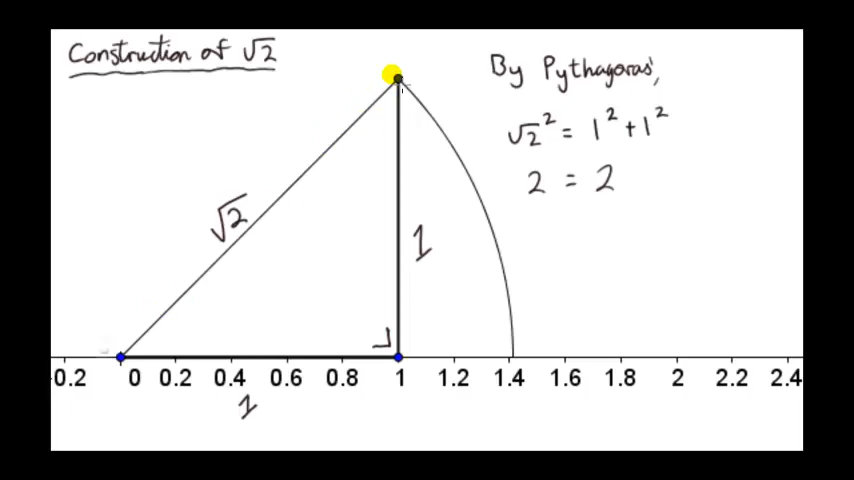 Construction of √2
By Pythagoras',
√2² = 1² + 1²
2 = 2
√2
1
-0.2 0 0.2 0.4 0.6 0.8 1 1.2 1.4 1.6 1.8 2 2.2 2.4
1